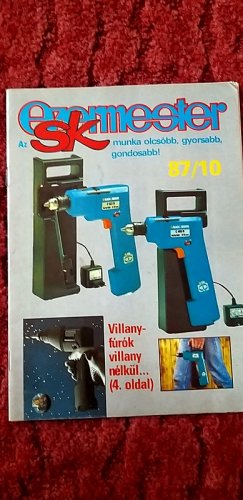 ezermester
Az SK munka olcsóbb, gyorsabb,
gondosabb!
87/10
Villany-
fúrók
villany
nélkül...
(4. oldal)